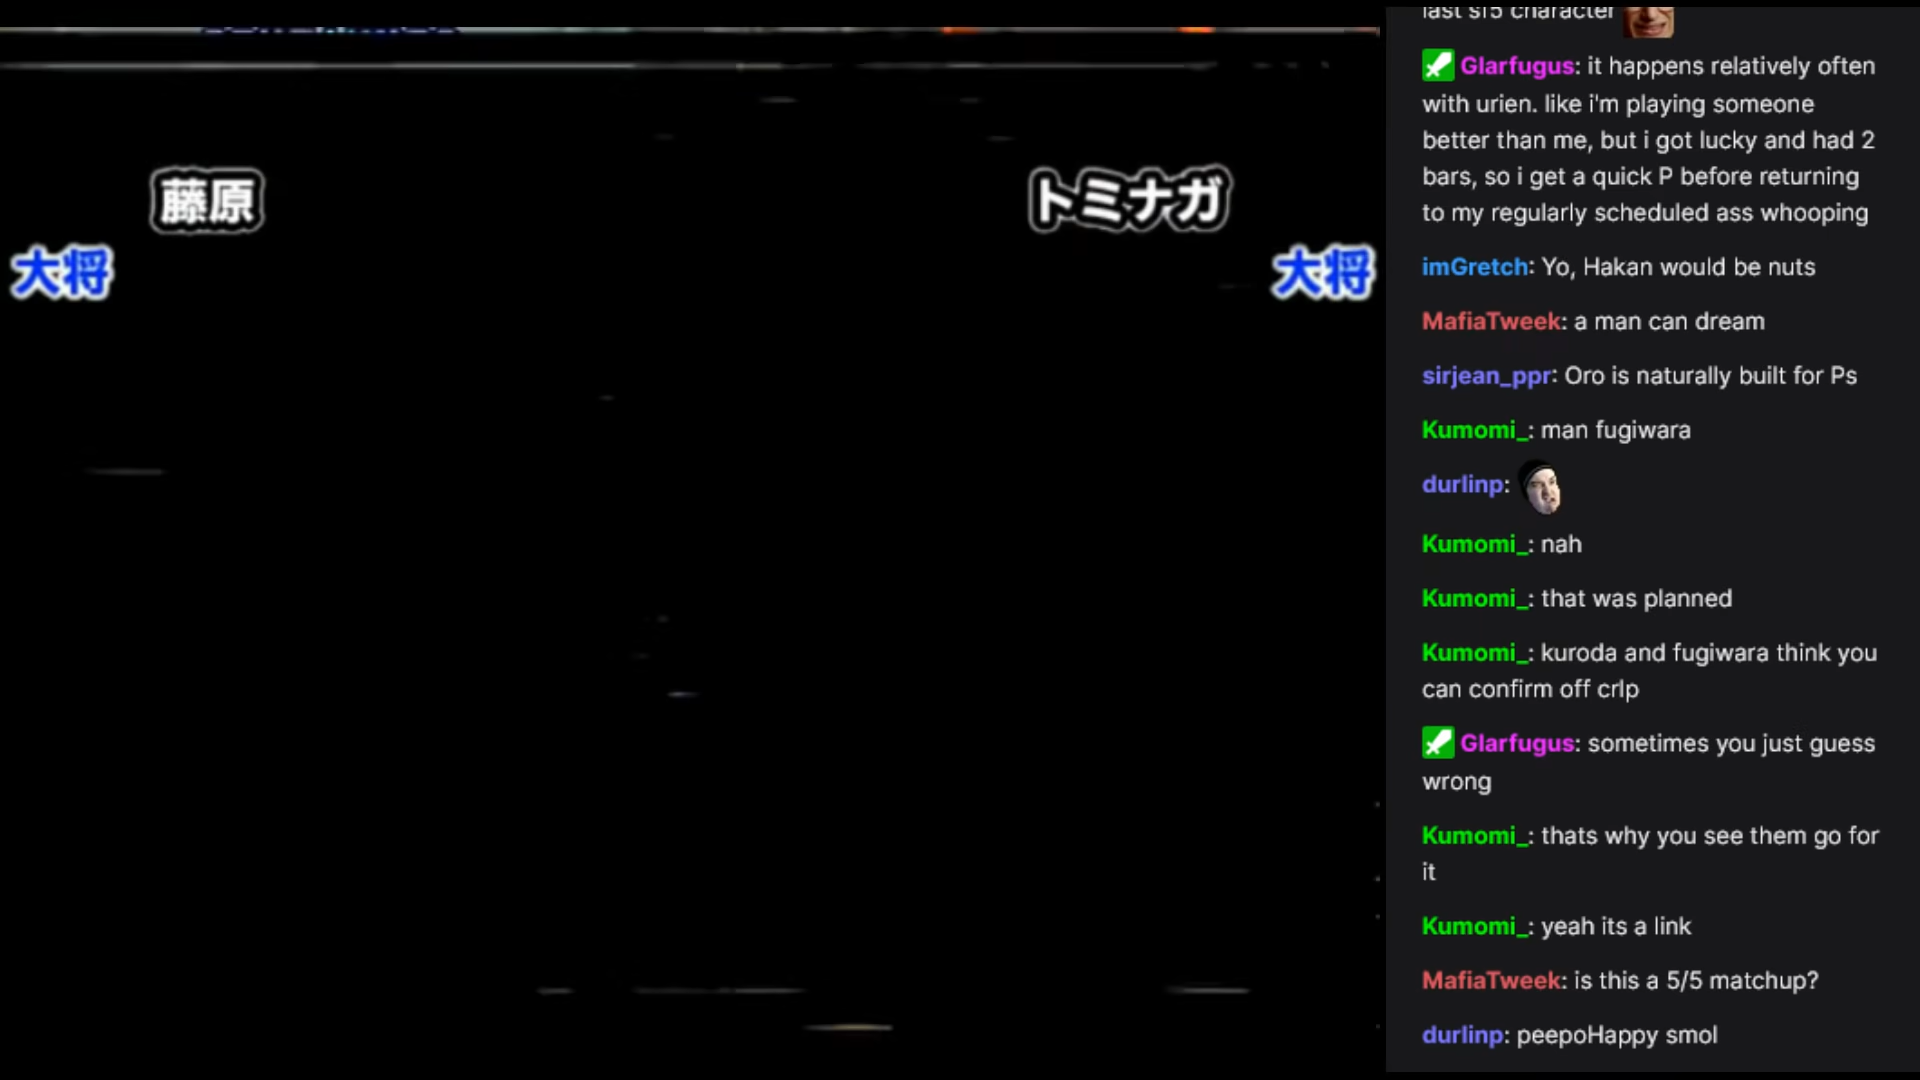 藤原
トミナガ
大将
大将
last sf5 character
Glarfugus: it happens relatively often
with urien. like i'm playing someone
better than me, but i got lucky and had 2
bars, so i get a quick P before returning
to my regularly scheduled ass whooping
imGretch: Yo, Hakan would be nuts
MafiaTweek: a man can dream
sirjean_ppr: Oro is naturally built for Ps
Kumomi_: man fugiwara
durlinp:
Kumomi_: nah
Kumomi_: that was planned
Kumomi_: kuroda and fugiwara think you
can confirm off crlp
Glarfugus: sometimes you just guess
wrong
Kumomi_: thats why you see them go for
it
Kumomi_: yeah its a link
MafiaTweek: is this a 5/5 matchup?
durlinp: peepoHappy smol